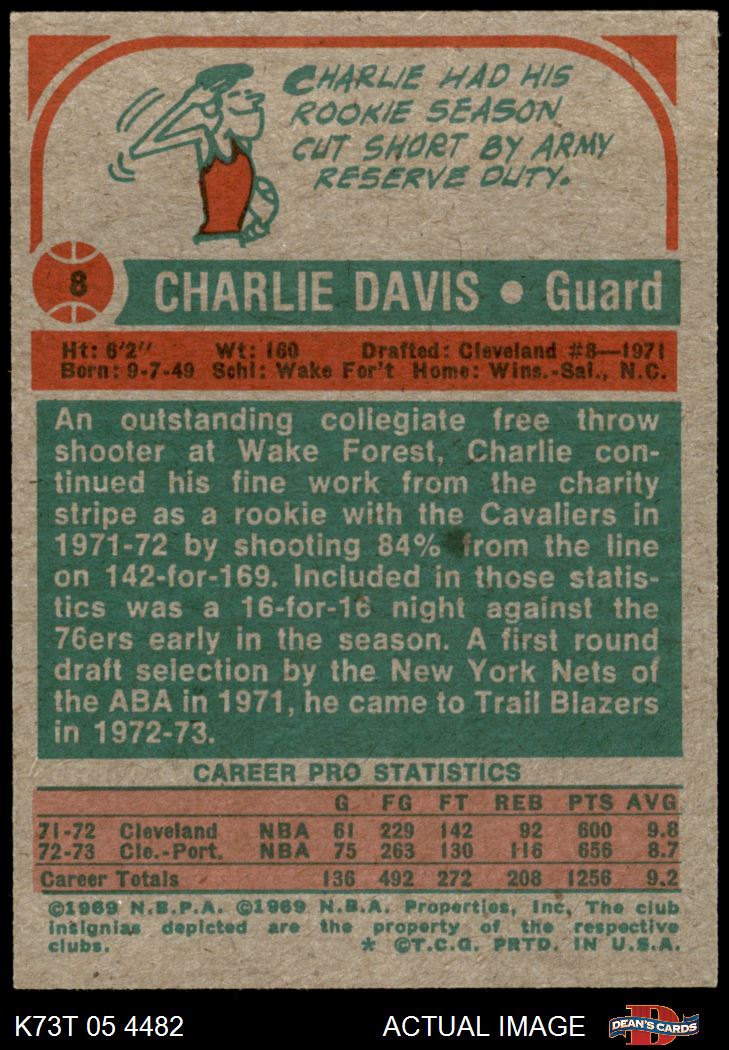 CHARLIE HAD HIS
ROOKIE SEASON
CUT SHORT BY ARMY
RESERVE DUTY.
8 CHARLIE DAVIS • Guard
Ht: 6'2" Wt: 160 Drafted: Cleveland #8—1971
Born: 9-7-49 Schl: Wake For't Home: Wins.-Sal., N.C.
An outstanding collegiate free throw
shooter at Wake Forest, Charlie con-
tinued his fine work from the charity
stripe as a rookie with the Cavaliers in
1971-72 by shooting 84% from the line
on 142-for-169. Included in those statis-
tics was a 16-for-16 night against the
76ers early in the season. A first round
draft selection by the New York Nets of
the ABA in 1971, he came to Trail Blazers
in 1972-73.
CAREER PRO STATISTICS
G FG FT REB PTS AVG
71-72 Cleveland NBA 61 229 142 92 600 9.8
72-73 Cle.-Port. NBA 75 263 130 116 656 8.7
Career Totals 136 492 272 208 1256 9.2
©1969 N.B.P.A. ©1969 N.B.A. Properties, Inc, The club
insignias depicted are the property of the respective
clubs. * ©T.C.G. PRTD. IN U.S.A.
K73T 05 4482 ACTUAL IMAGE DEAN'S CARDS